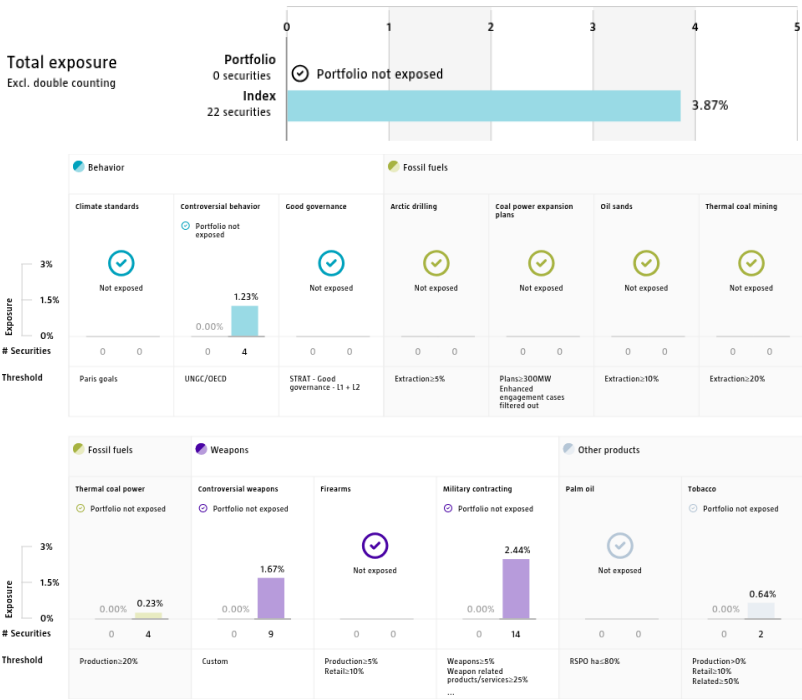 0 1 2 3 4 5
Total exposure
Excl. double counting
Portfolio
0 securities
Portfolio not exposed
Index
22 securities
3.87%
Behavior
Fossil fuels
Climate standards
Controversial behavior
Good governance
Arctic drilling
Coal power expansion
plans
Oil sands
Thermal coal mining
Portfolio not
exposed
Not exposed
Not exposed
Not exposed
Not exposed
Not exposed
Not exposed
Exposure
3%
1.5%
0%
0.00%
1.23%
# Securities
0 0
0 4
0 0
0 0
0 0
0 0
0 0
Threshold
Paris goals
UNGC/OECD
STRAT - Good
governance - L1 + L2
Extraction≥5%
Plans≥300MW
Enhanced
engagement cases
filtered out
Extraction≥10%
Extraction≥20%
Fossil fuels
Weapons
Other products
Thermal coal power
Controversial weapons
Firearms
Military contracting
Palm oil
Tobacco
Portfolio not exposed
Portfolio not exposed
Portfolio not exposed
Portfolio not exposed
Not exposed
Not exposed
Exposure
3%
1.5%
0%
0.00%
0.23%
0.00%
1.67%
0.00%
2.44%
0.00%
0.64%
# Securities
0 4
0 9
0 0
0 14
0 0
0 2
Threshold
Production≥20%
Custom
Production≥5%
Retail≥10%
Weapons≥5%
Weapon related
products/services≥25%
...
RSPO ha≤80%
Production>0%
Retail≥10%
Related≥50%